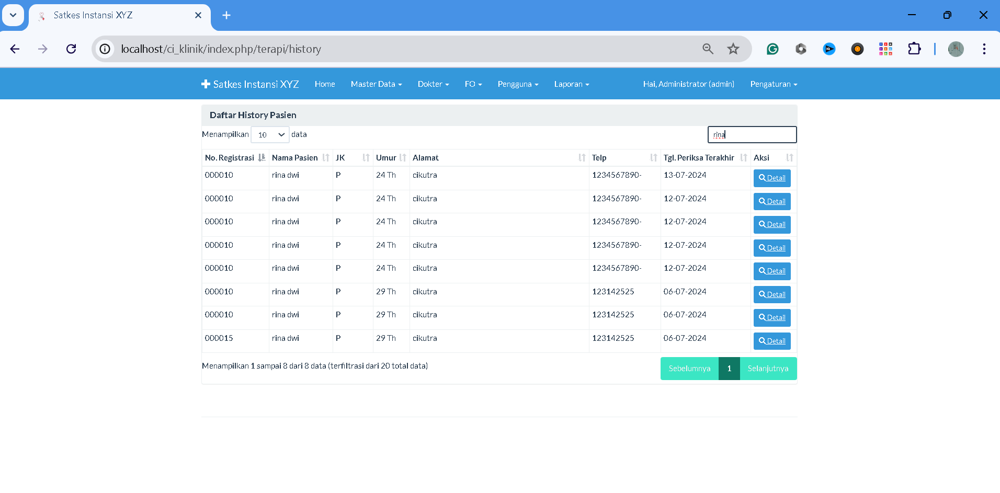 Satkes Instansi XYZ
localhost/ci_klinik/index.php/terapi/history
Satkes Instansi XYZ Home Master Data Dokter FO Pengguna Laporan Hai, Administrator (admin) Pengaturan
Daftar History Pasien
Menampilkan 10 data rina
No. Registrasi Nama Pasien JK Umur Alamat Telp Tgl. Periksa Terakhir Aksi
000010 rina dwi P 24 Th cikutra 1234567890- 13-07-2024 Detail
000010 rina dwi P 24 Th cikutra 1234567890- 12-07-2024 Detail
000010 rina dwi P 24 Th cikutra 1234567890- 12-07-2024 Detail
000010 rina dwi P 24 Th cikutra 1234567890- 12-07-2024 Detail
000010 rina dwi P 24 Th cikutra 1234567890- 12-07-2024 Detail
000010 rina dwi P 29 Th cikutra 123142525 06-07-2024 Detail
000010 rina dwi P 29 Th cikutra 123142525 06-07-2024 Detail
000015 rina dwi P 29 Th cikutra 123142525 06-07-2024 Detail
Menampilkan 1 sampai 8 dari 8 data (terfiltrasi dari 20 total data) Sebelumnya 1 Selanjutnya